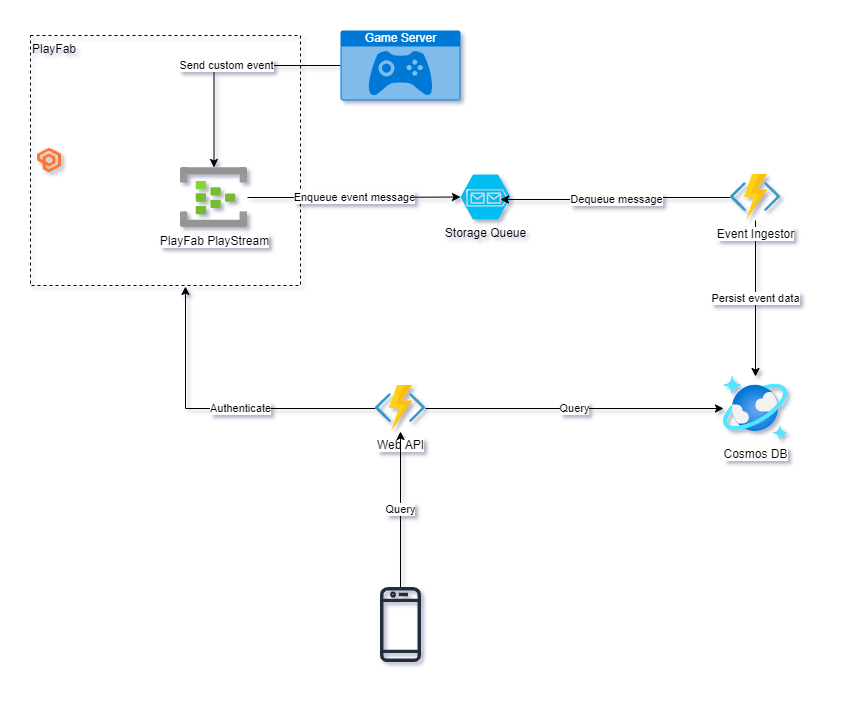 Game Server
PlayFab
Send custom event
Enqueue event message
Dequeue message
PlayFab PlayStream
Storage Queue
Event Ingestor
Persist event data
Authenticate
Query
Web API
Cosmos DB
Query